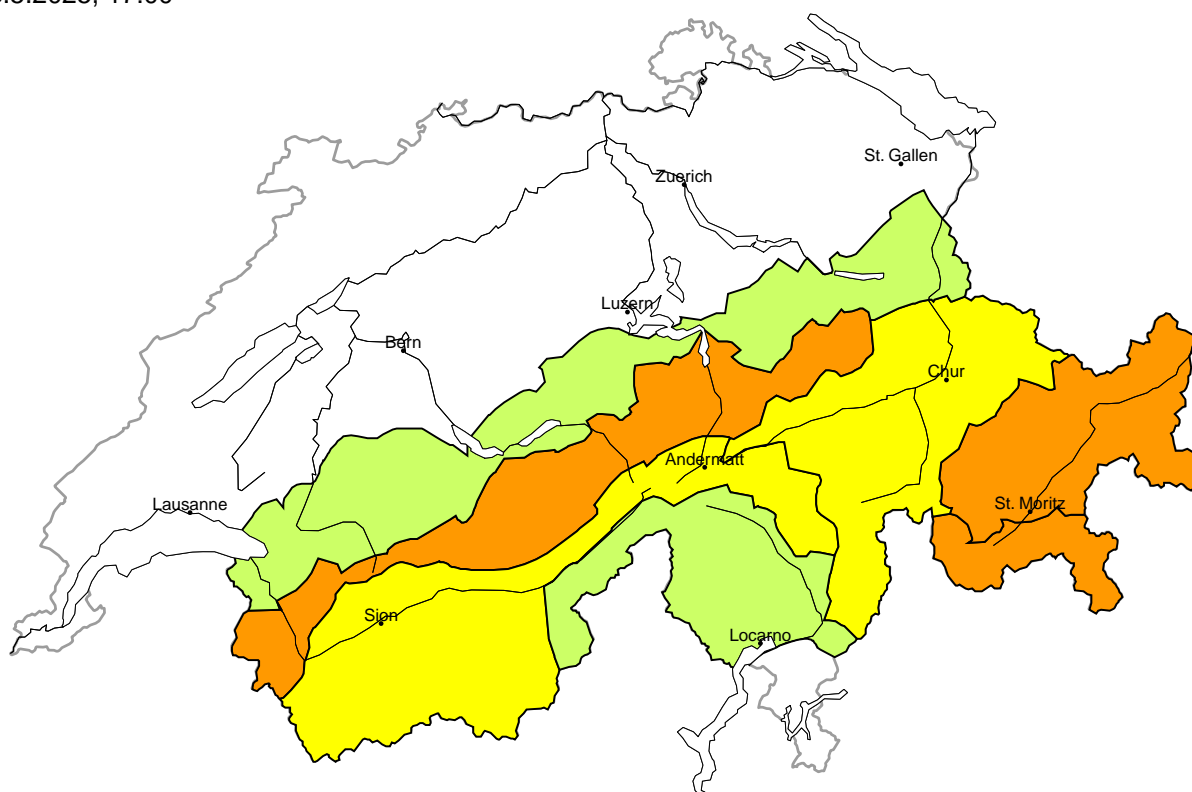 St. Gallen
Zuerich
Luzern
Bern
Chur
Andermatt
Lausanne
St. Moritz
Sion
Locarno